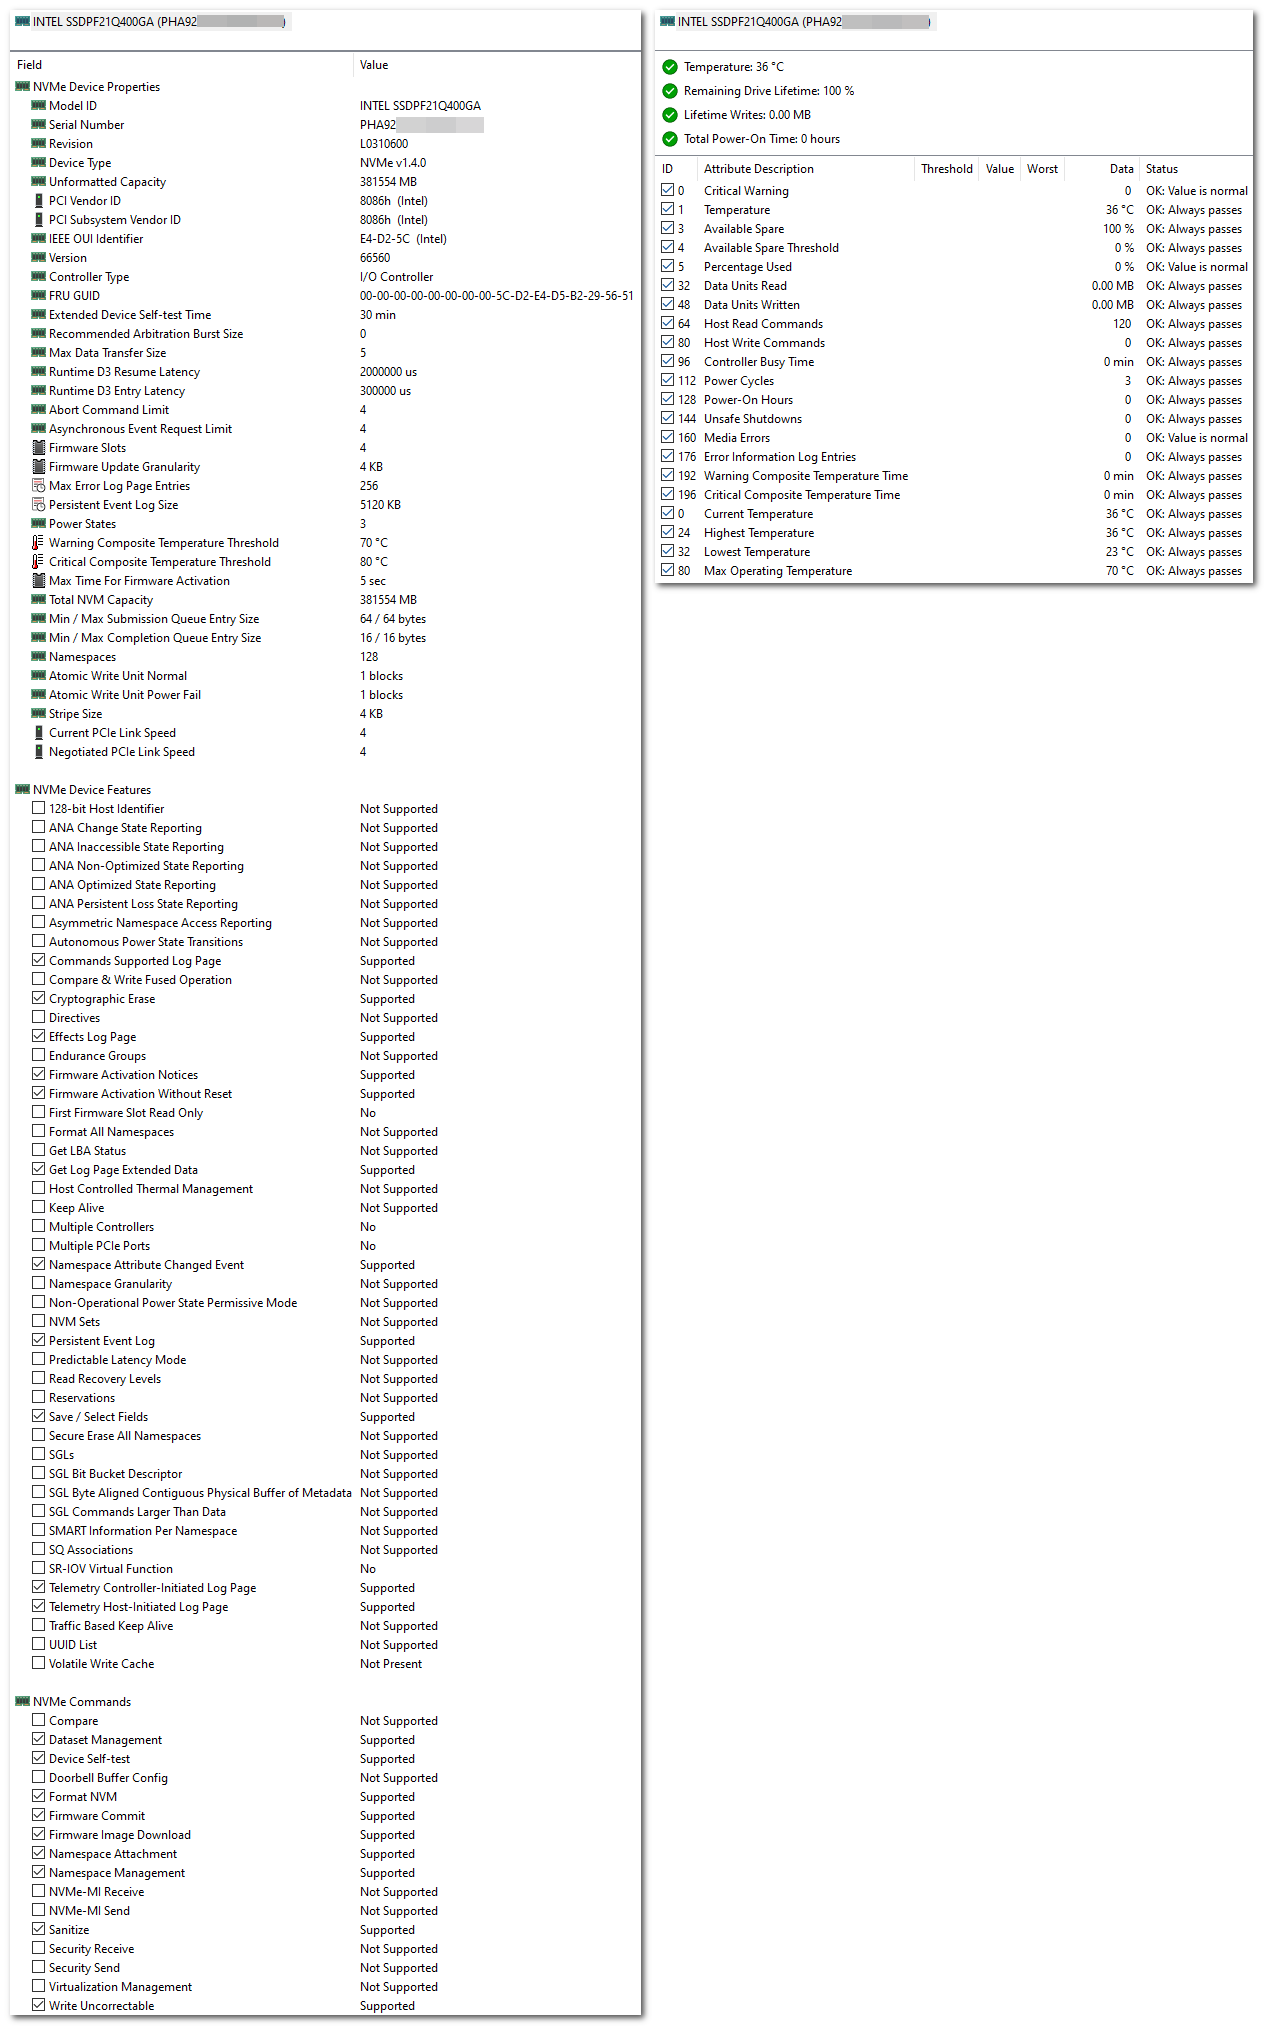 INTEL SSDPF21Q400GA (PHA92 )
Field Value
NVMe Device Properties
Model ID INTEL SSDPF21Q400GA
Serial Number PHA92
Revision L0310600
Device Type NVMe v1.4.0
Unformatted Capacity 381554 MB
PCI Vendor ID 8086h (Intel)
PCI Subsystem Vendor ID 8086h (Intel)
IEEE OUI Identifier E4-D2-5C (Intel)
Version 66560
Controller Type I/O Controller
FRU GUID 00-00-00-00-00-00-00-00-5C-D2-E4-D5-B2-29-56-51
Extended Device Self-test Time 30 min
Recommended Arbitration Burst Size 0
Max Data Transfer Size 5
Runtime D3 Resume Latency 2000000 us
Runtime D3 Entry Latency 300000 us
Abort Command Limit 4
Asynchronous Event Request Limit 4
Firmware Slots 4
Firmware Update Granularity 4 KB
Max Error Log Page Entries 256
Persistent Event Log Size 5120 KB
Power States 3
Warning Composite Temperature Threshold 70 °C
Critical Composite Temperature Threshold 80 °C
Max Time For Firmware Activation 5 sec
Total NVM Capacity 381554 MB
Min / Max Submission Queue Entry Size 64 / 64 bytes
Min / Max Completion Queue Entry Size 16 / 16 bytes
Namespaces 128
Atomic Write Unit Normal 1 blocks
Atomic Write Unit Power Fail 1 blocks
Stripe Size 4 KB
Current PCIe Link Speed 4
Negotiated PCIe Link Speed 4
NVMe Device Features
128-bit Host Identifier Not Supported
ANA Change State Reporting Not Supported
ANA Inaccessible State Reporting Not Supported
ANA Non-Optimized State Reporting Not Supported
ANA Optimized State Reporting Not Supported
ANA Persistent Loss State Reporting Not Supported
Asymmetric Namespace Access Reporting Not Supported
Autonomous Power State Transitions Not Supported
Commands Supported Log Page Supported
Compare & Write Fused Operation Not Supported
Cryptographic Erase Supported
Directives Not Supported
Effects Log Page Supported
Endurance Groups Not Supported
Firmware Activation Notices Supported
Firmware Activation Without Reset Supported
First Firmware Slot Read Only No
Format All Namespaces Not Supported
Get LBA Status Not Supported
Get Log Page Extended Data Supported
Host Controlled Thermal Management Not Supported
Keep Alive Not Supported
Multiple Controllers No
Multiple PCIe Ports No
Namespace Attribute Changed Event Supported
Namespace Granularity Not Supported
Non-Operational Power State Permissive Mode Not Supported
NVM Sets Not Supported
Persistent Event Log Supported
Predictable Latency Mode Not Supported
Read Recovery Levels Not Supported
Reservations Not Supported
Save / Select Fields Supported
Secure Erase All Namespaces Not Supported
SGLs Not Supported
SGL Bit Bucket Descriptor Not Supported
SGL Byte Aligned Contiguous Physical Buffer of Metadata Not Supported
SGL Commands Larger Than Data Not Supported
SMART Information Per Namespace Not Supported
SQ Associations Not Supported
SR-IOV Virtual Function No
Telemetry Controller-Initiated Log Page Supported
Telemetry Host-Initiated Log Page Supported
Traffic Based Keep Alive Not Supported
UUID List Not Supported
Volatile Write Cache Not Present
NVMe Commands
Compare Not Supported
Dataset Management Supported
Device Self-test Supported
Doorbell Buffer Config Not Supported
Format NVM Supported
Firmware Commit Supported
Firmware Image Download Supported
Namespace Attachment Supported
Namespace Management Supported
NVMe-MI Receive Not Supported
NVMe-MI Send Not Supported
Sanitize Supported
Security Receive Not Supported
Security Send Not Supported
Virtualization Management Not Supported
Write Uncorrectable Supported
INTEL SSDPF21Q400GA (PHA92 )
Temperature: 36 °C
Remaining Drive Lifetime: 100 %
Lifetime Writes: 0.00 MB
Total Power-On Time: 0 hours
ID Attribute Description Threshold Value Worst Data Status
0 Critical Warning 0 OK: Value is normal
1 Temperature 36 °C OK: Always passes
3 Available Spare 100 % OK: Always passes
4 Available Spare Threshold 0 % OK: Always passes
5 Percentage Used 0 % OK: Value is normal
32 Data Units Read 0.00 MB OK: Always passes
48 Data Units Written 0.00 MB OK: Always passes
64 Host Read Commands 120 OK: Always passes
80 Host Write Commands 0 OK: Always passes
96 Controller Busy Time 0 min OK: Always passes
112 Power Cycles 3 OK: Always passes
128 Power-On Hours 0 OK: Always passes
144 Unsafe Shutdowns 0 OK: Always passes
160 Media Errors 0 OK: Value is normal
176 Error Information Log Entries 0 OK: Always passes
192 Warning Composite Temperature Time 0 min OK: Always passes
196 Critical Composite Temperature Time 0 min OK: Always passes
0 Current Temperature 36 °C OK: Always passes
24 Highest Temperature 36 °C OK: Always passes
32 Lowest Temperature 23 °C OK: Always passes
80 Max Operating Temperature 70 °C OK: Always passes